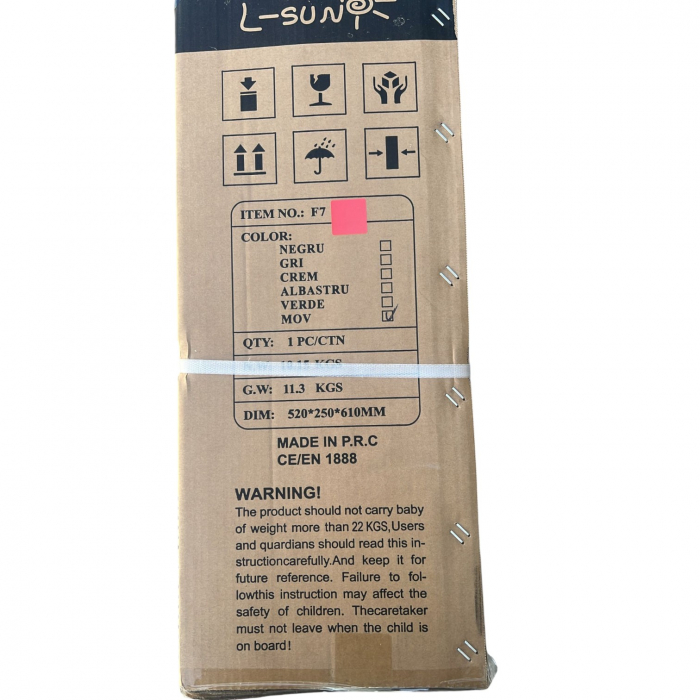 L-SUN
ITEM NO.: F7
COLOR:
NEGRU
GRI
CREM
ALBASTRU
VERDE
MOV
QTY: 1 PC/CTN
KGS
G.W: 11.3 KGS
DIM: 520*250*610MM
MADE IN P.R.C
CE/EN 1888
WARNING!
The product should not carry baby
of weight more than 22 KGS,Users
and quardians should read this in-
structioncarefully.And keep it for
future reference. Failure to fol-
lowthis instruction may affect the
safety of children. Thecaretaker
must not leave when the child is
on board!